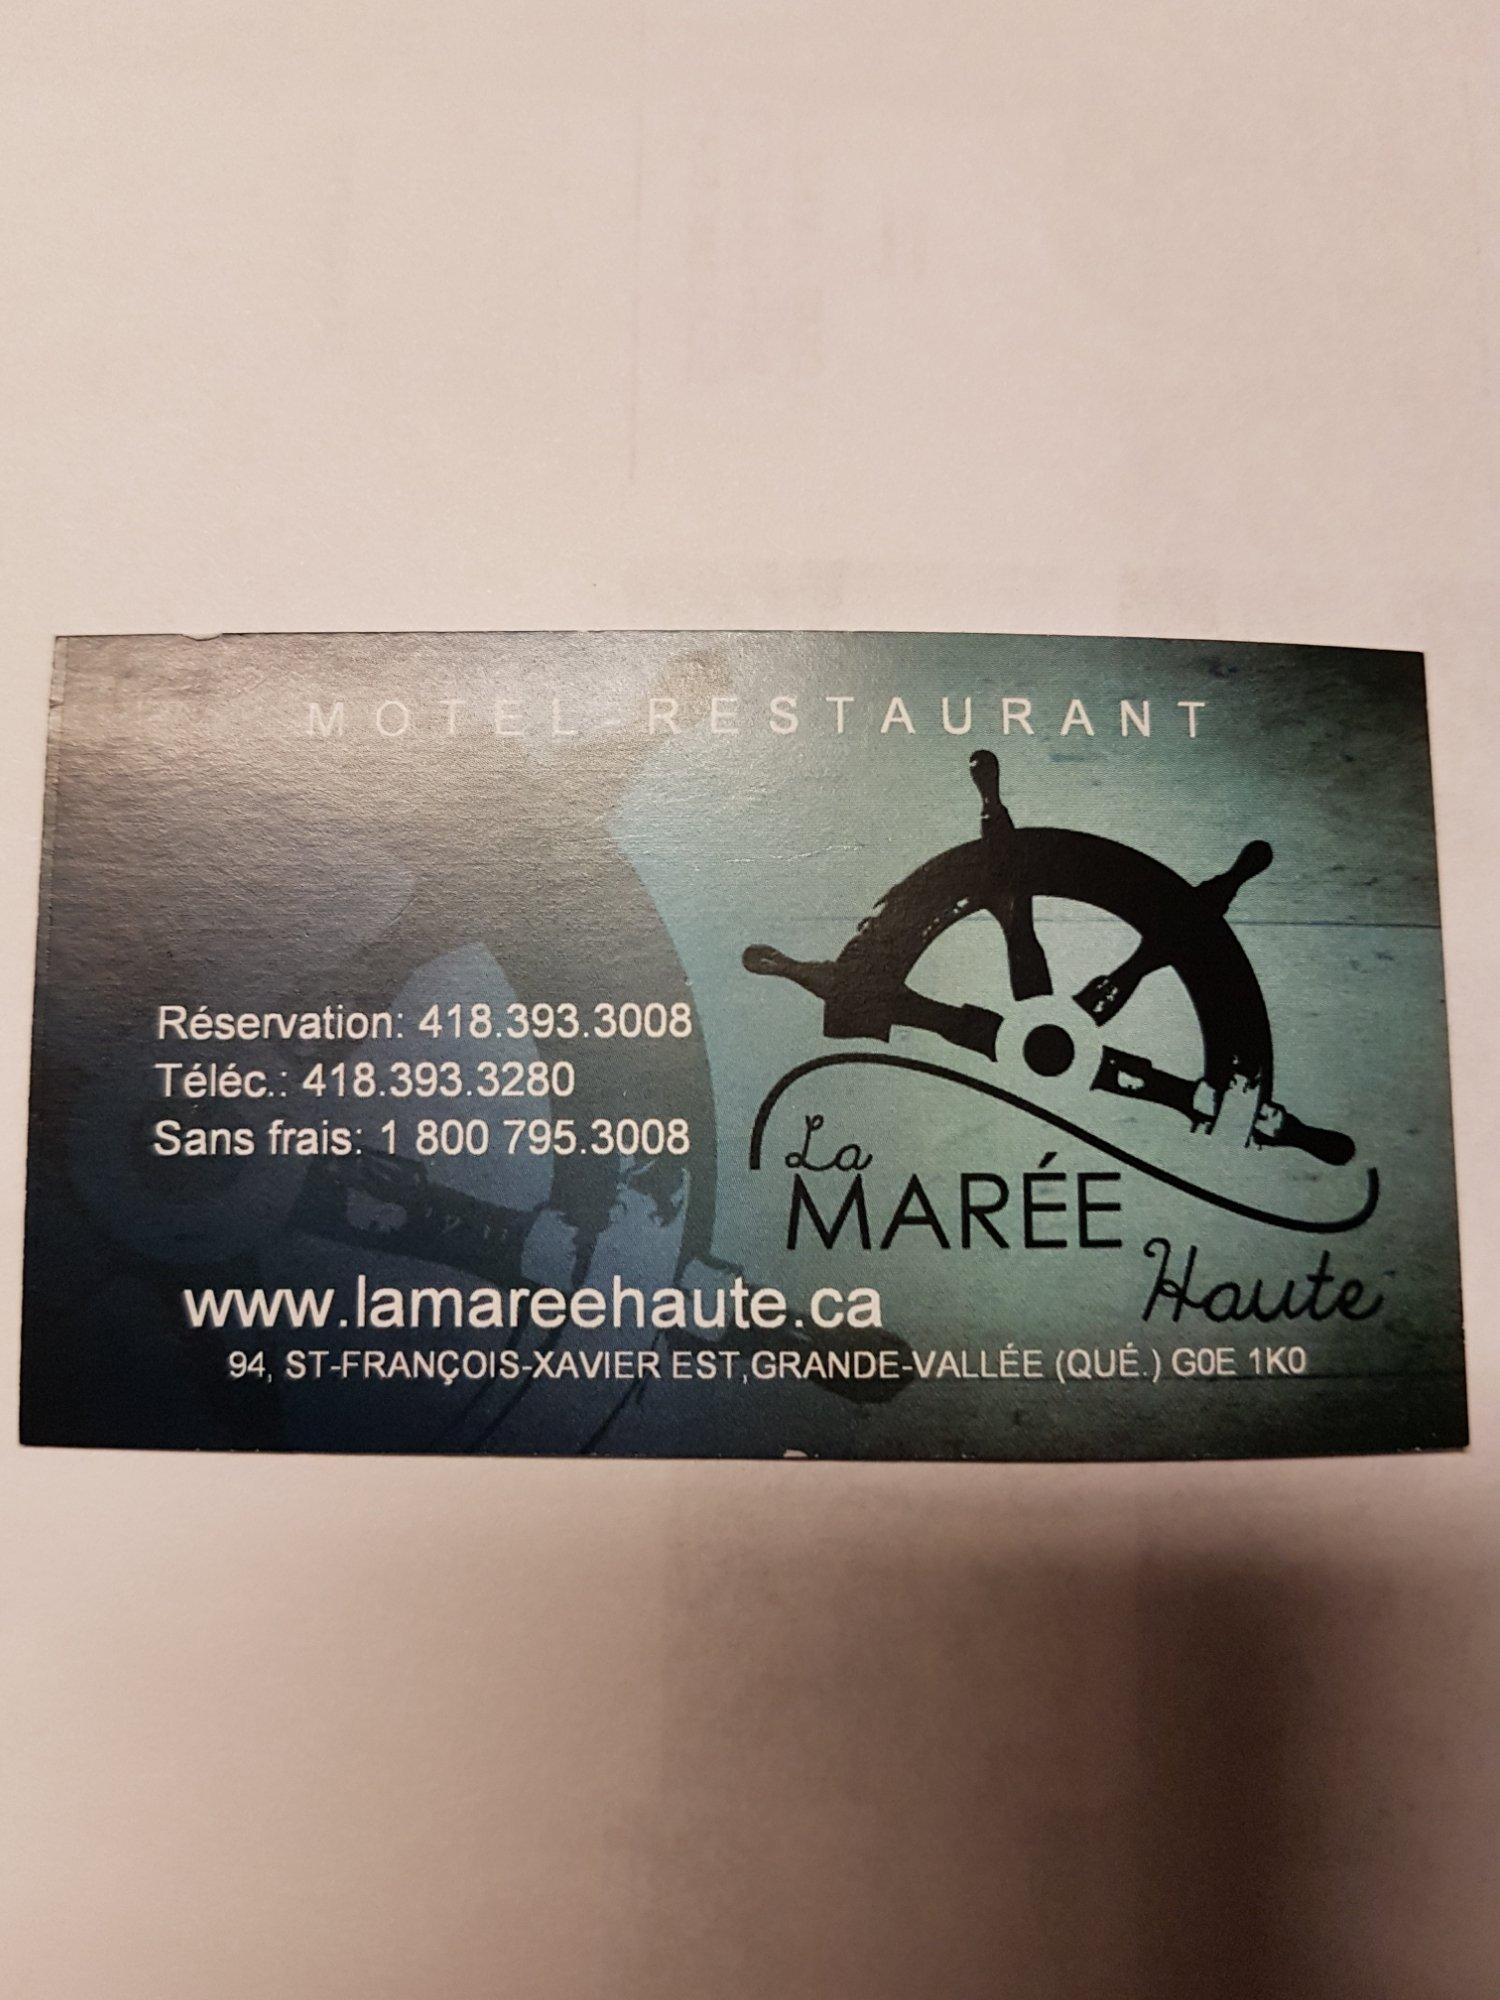 MOTEL RESTAURANT
Réservation: 418.393.3008
Téléc.: 418.393.3280
Sans frais: 1 800 795.3008
La
MARÉE
Haute
www.lamareehaute.ca
94, ST-FRANÇOIS-XAVIER EST,GRANDE-VALLÉE (QUÉ.) G0E 1K0